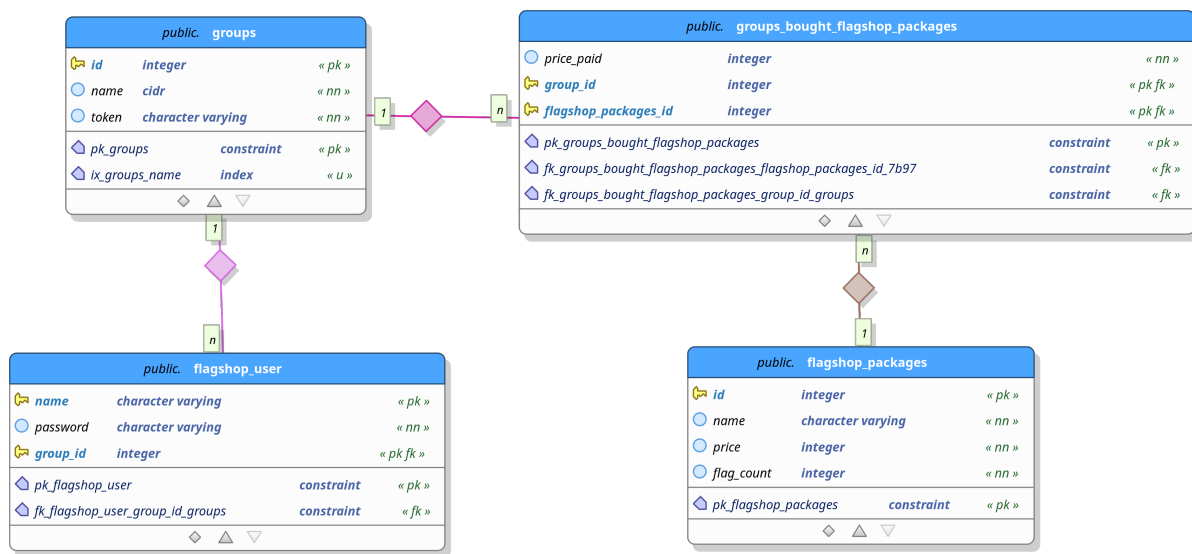 public. groups
id integer « pk »
name cidr « nn »
token character varying « nn »
pk_groups constraint « pk »
ix_groups_name index « u »
1
n
public. groups_bought_flagshop_packages
price_paid integer « nn »
group_id integer « pk fk »
flagshop_packages_id integer « pk fk »
pk_groups_bought_flagshop_packages constraint « pk »
fk_groups_bought_flagshop_packages_flagshop_packages_id_7b97 constraint « fk »
fk_groups_bought_flagshop_packages_group_id_groups constraint « fk »
1
n
n
1
public. flagshop_user
name character varying « pk »
password character varying « nn »
group_id integer « pk fk »
pk_flagshop_user constraint « pk »
fk_flagshop_user_group_id_groups constraint « fk »
public. flagshop_packages
id integer « pk »
name character varying « nn »
price integer « nn »
flag_count integer « nn »
pk_flagshop_packages constraint « pk »